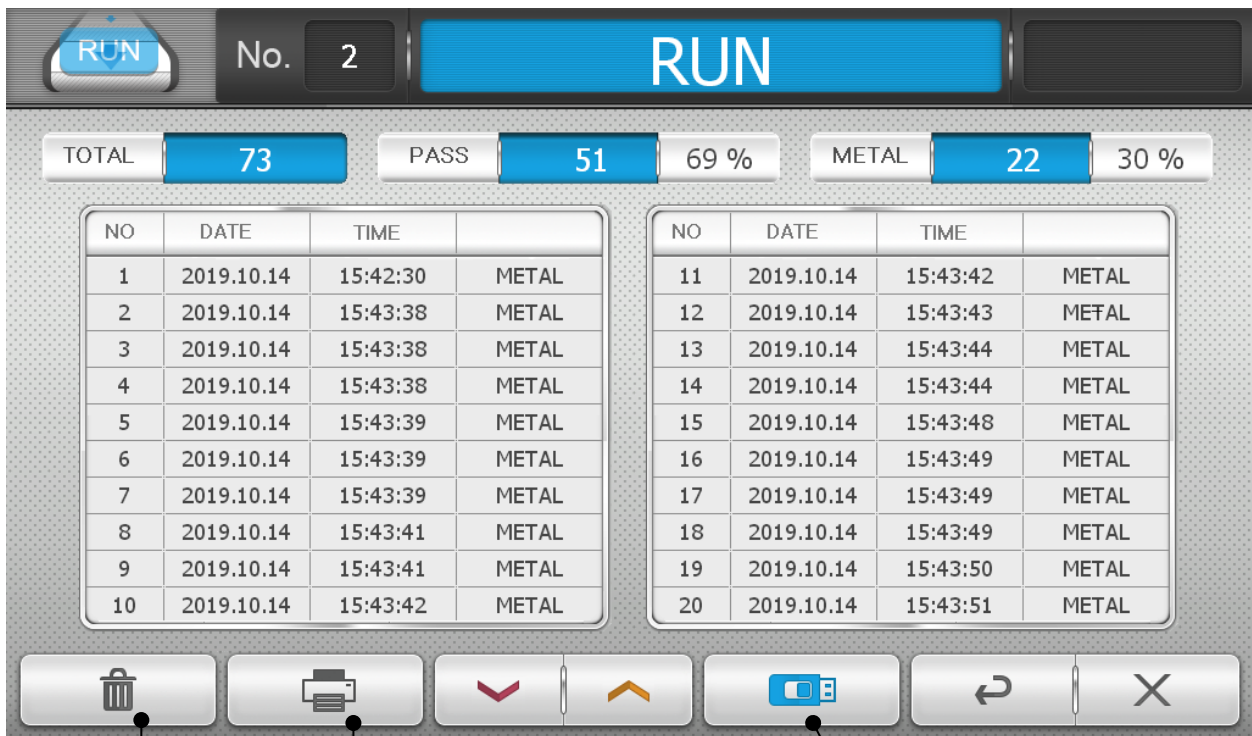 RUN No. 2 RUN
TOTAL 73 PASS 51 69 % METAL 22 30 %
NO DATE TIME NO DATE TIME
1 2019.10.14 15:42:30 METAL 11 2019.10.14 15:43:42 METAL
2 2019.10.14 15:43:38 METAL 12 2019.10.14 15:43:43 METAL
3 2019.10.14 15:43:38 METAL 13 2019.10.14 15:43:44 METAL
4 2019.10.14 15:43:38 METAL 14 2019.10.14 15:43:44 METAL
5 2019.10.14 15:43:39 METAL 15 2019.10.14 15:43:48 METAL
6 2019.10.14 15:43:39 METAL 16 2019.10.14 15:43:49 METAL
7 2019.10.14 15:43:39 METAL 17 2019.10.14 15:43:49 METAL
8 2019.10.14 15:43:41 METAL 18 2019.10.14 15:43:49 METAL
9 2019.10.14 15:43:41 METAL 19 2019.10.14 15:43:50 METAL
10 2019.10.14 15:43:42 METAL 20 2019.10.14 15:43:51 METAL